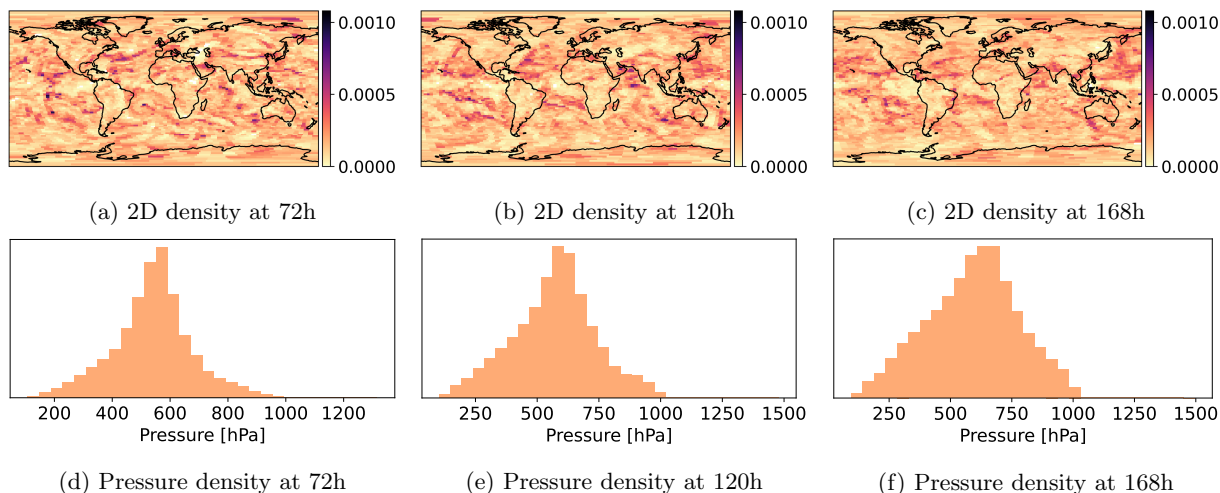 0.0010
0.0005
0.0000
0.0010
0.0005
0.0000
0.0010
0.0005
0.0000
(a) 2D density at 72h
(b) 2D density at 120h
(c) 2D density at 168h
200 400 600 800 1000 1200
Pressure [hPa]
250 500 750 1000 1250 1500
Pressure [hPa]
250 500 750 1000 1250 1500
Pressure [hPa]
(d) Pressure density at 72h
(e) Pressure density at 120h
(f) Pressure density at 168h